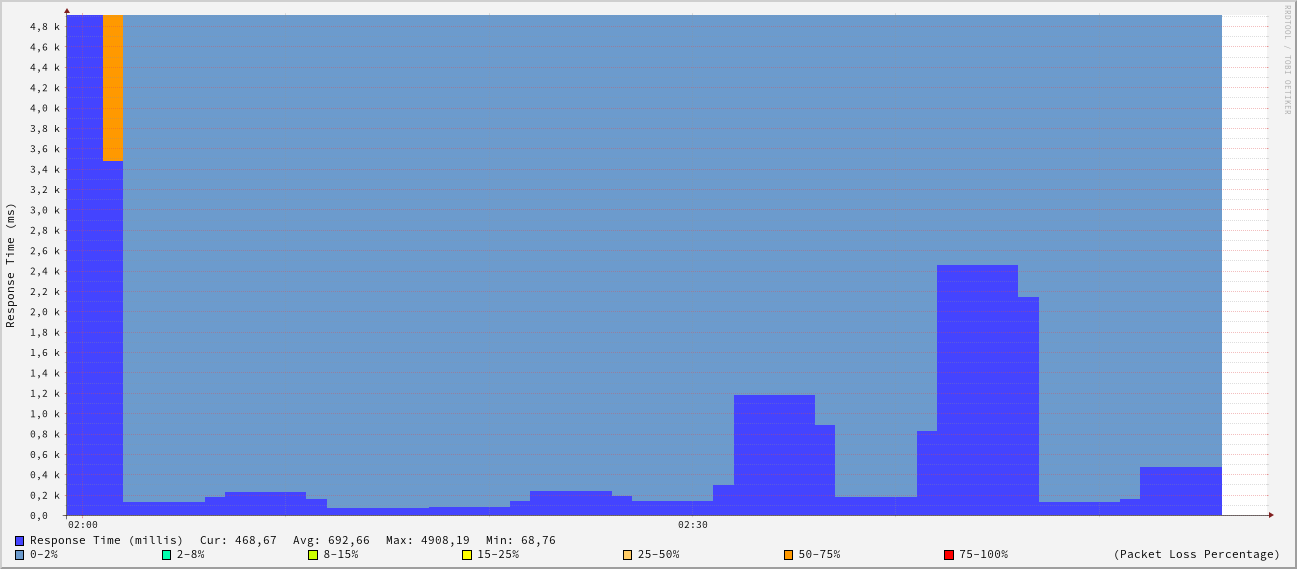 RRDTOOL / TOBI OETIKER
Response Time (ms)
4,8 k
4,6 k
4,4 k
4,2 k
4,0 k
3,8 k
3,6 k
3,4 k
3,2 k
3,0 k
2,8 k
2,6 k
2,4 k
2,2 k
2,0 k
1,8 k
1,6 k
1,4 k
1,2 k
1,0 k
0,8 k
0,6 k
0,4 k
0,2 k
0,0
02:00 02:30
Response Time (millis) Cur: 468,67 Avg: 692,66 Max: 4908,19 Min: 68,76
0-2% 2-8% 8-15% 15-25% 25-50% 50-75% 75-100% (Packet Loss Percentage)